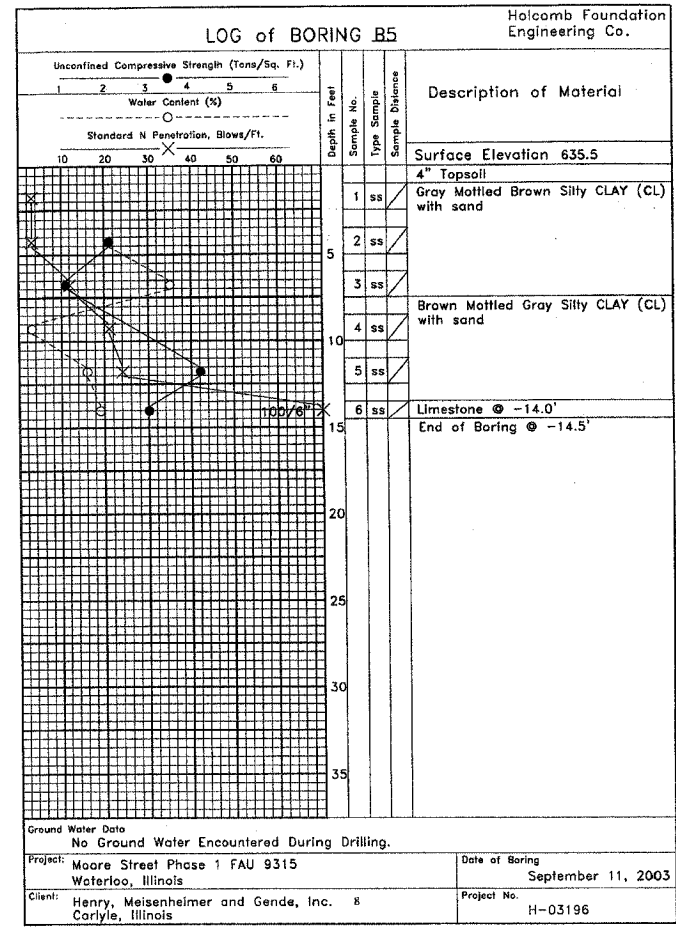 Holcomb Foundation
Engineering Co.
LOG of BORING B5
Unconfined Compressive Strength (Tons/Sq. Ft.)
1 2 3 4 5 6
Water Content (%)
Standard N Penetration, Blows/Ft.
10 20 30 40 50 60
Depth in Feet
Sample No.
Type Sample
Sample Distance
Description of Material
Surface Elevation 635.5
4" Topsoil
Gray Mottled Brown Silty CLAY (CL)
with sand
1 ss
2 ss
5
3 ss
Brown Mottled Gray Silty CLAY (CL)
with sand
4 ss
10
5 ss
100/6"
6 ss
Limestone @ -14.0'
15
End of Boring @ -14.5'
20
25
30
35
Ground Water Data
No Ground Water Encountered During Drilling.
Project: Moore Street Phase 1 FAU 9315
Waterloo, Illinois
Date of Boring
September 11, 2003
Client: Henry, Meisenheimer and Gende, Inc. 8
Carlyle, Illinois
Project No.
H-03196